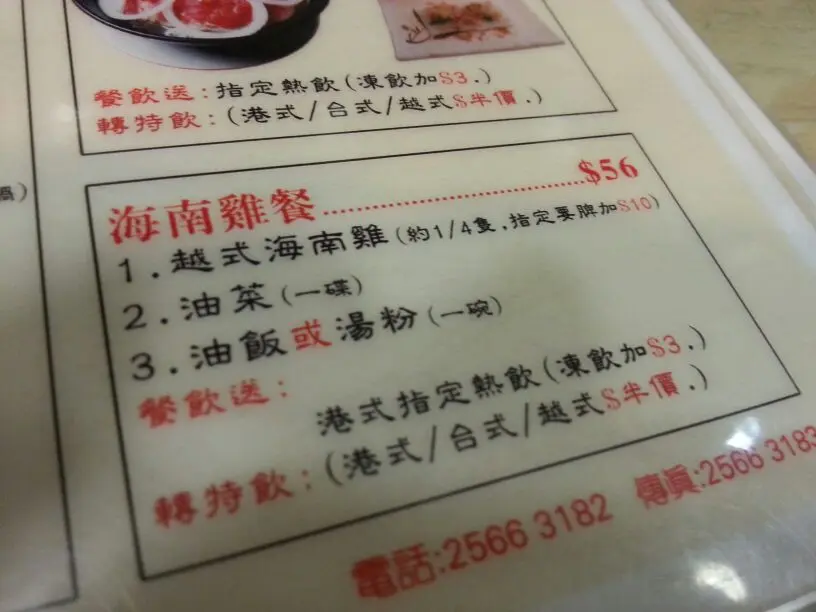 餐飲送:指定熱飲(凍飲加$3.)
轉特飲:(港式/台式/越式$半價.)
海南雞餐..............................$56
1.越式海南雞(約1/4隻,指定要髀加$10)
2.油菜(一碟)
3.油飯或湯粉(一碗)
餐飲送:
港式指定熱飲(凍飲加$3.)
轉特飲:(港式/台式/越式$半價.)
電話:2566 3182 傳真:2566 3183